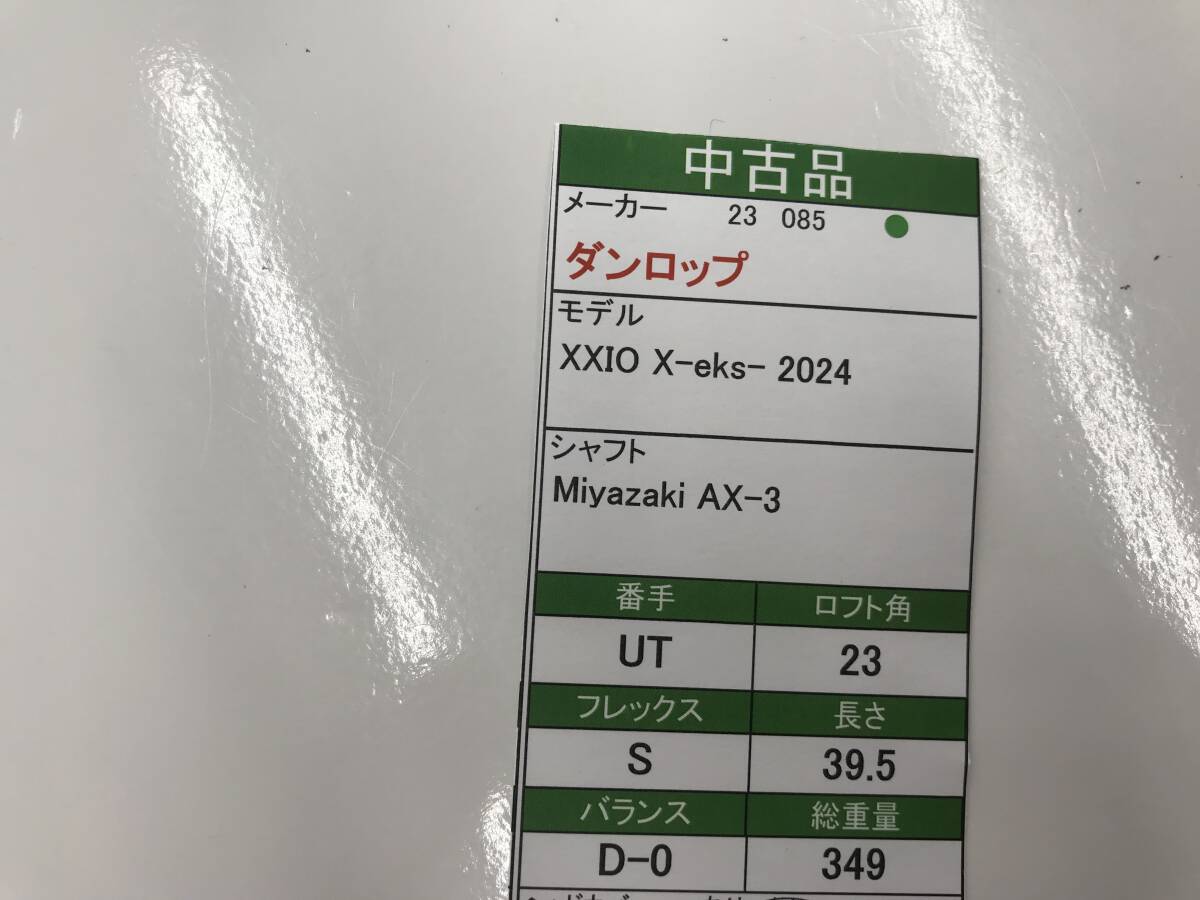 中古品
メーカー 23 085
ダンロップ
モデル
XXIO X-eks- 2024
シャフト
Miyazaki AX-3
番手 ロフト角
UT 23
フレックス 長さ
S 39.5
バランス 総重量
D-0 349